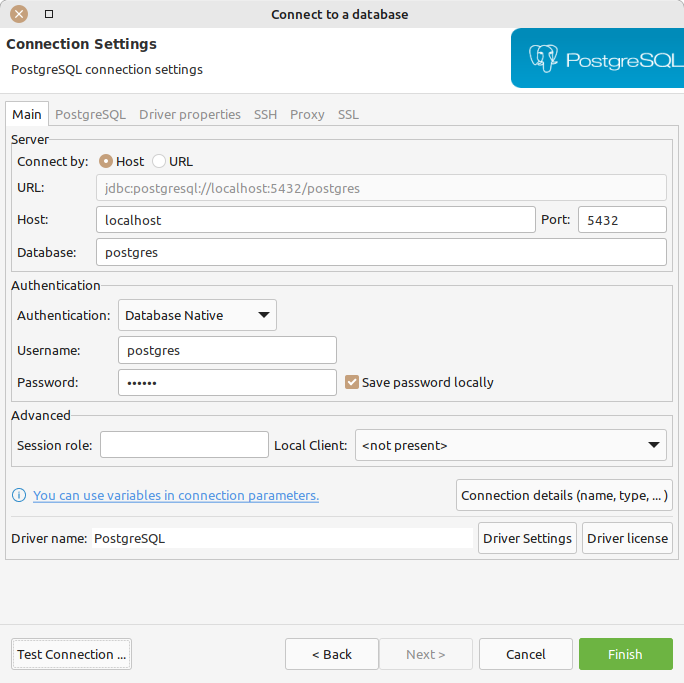 Connect to a database
Connection Settings
PostgreSQL connection settings
PostgreSQL
Main PostgreSQL Driver properties SSH Proxy SSL
Server
Connect by: Host URL
URL: jdbc:postgresql://localhost:5432/postgres
Host: localhost Port: 5432
Database: postgres
Authentication
Authentication: Database Native
Username: postgres
Password: •••••• Save password locally
Advanced
Session role: Local Client: <not present>
You can use variables in connection parameters. Connection details (name, type, ... )
Driver name: PostgreSQL Driver Settings Driver license
Test Connection ... < Back Next > Cancel Finish